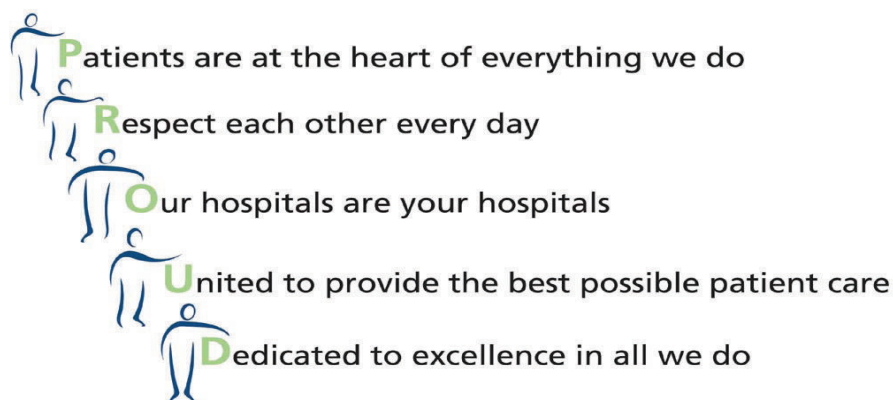 Patients are at the heart of everything we do
Respect each other every day
Our hospitals are your hospitals
United to provide the best possible patient care
Dedicated to excellence in all we do